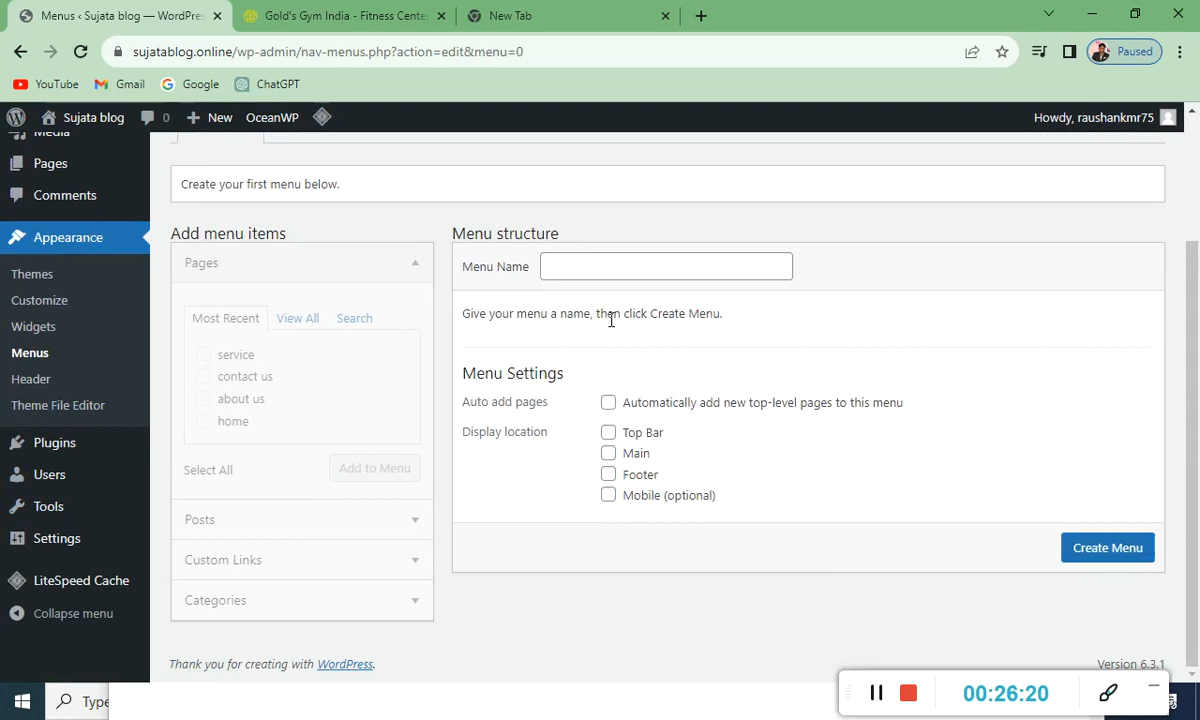 Menus ‹ Sujata blog — WordPres
Gold's Gym India - Fitness Cente
New Tab
sujatablog.online/wp-admin/nav-menus.php?action=edit&menu=0
Paused
YouTube
Gmail
Google
ChatGPT
Sujata blog
0
New
OceanWP
Howdy, raushankmr75
Media
Pages
Comments
Appearance
Themes
Customize
Widgets
Menus
Header
Theme File Editor
Plugins
Users
Tools
Settings
LiteSpeed Cache
Collapse menu
Create your first menu below.
Add menu items
Pages
Most Recent
View All
Search
service
contact us
about us
home
Select All
Add to Menu
Posts
Custom Links
Categories
Menu structure
Menu Name
Give your menu a name, then click Create Menu.
Menu Settings
Auto add pages
Automatically add new top-level pages to this menu
Display location
Top Bar
Main
Footer
Mobile (optional)
Create Menu
Thank you for creating with WordPress.
Version 6.3.1
Type
00:26:20